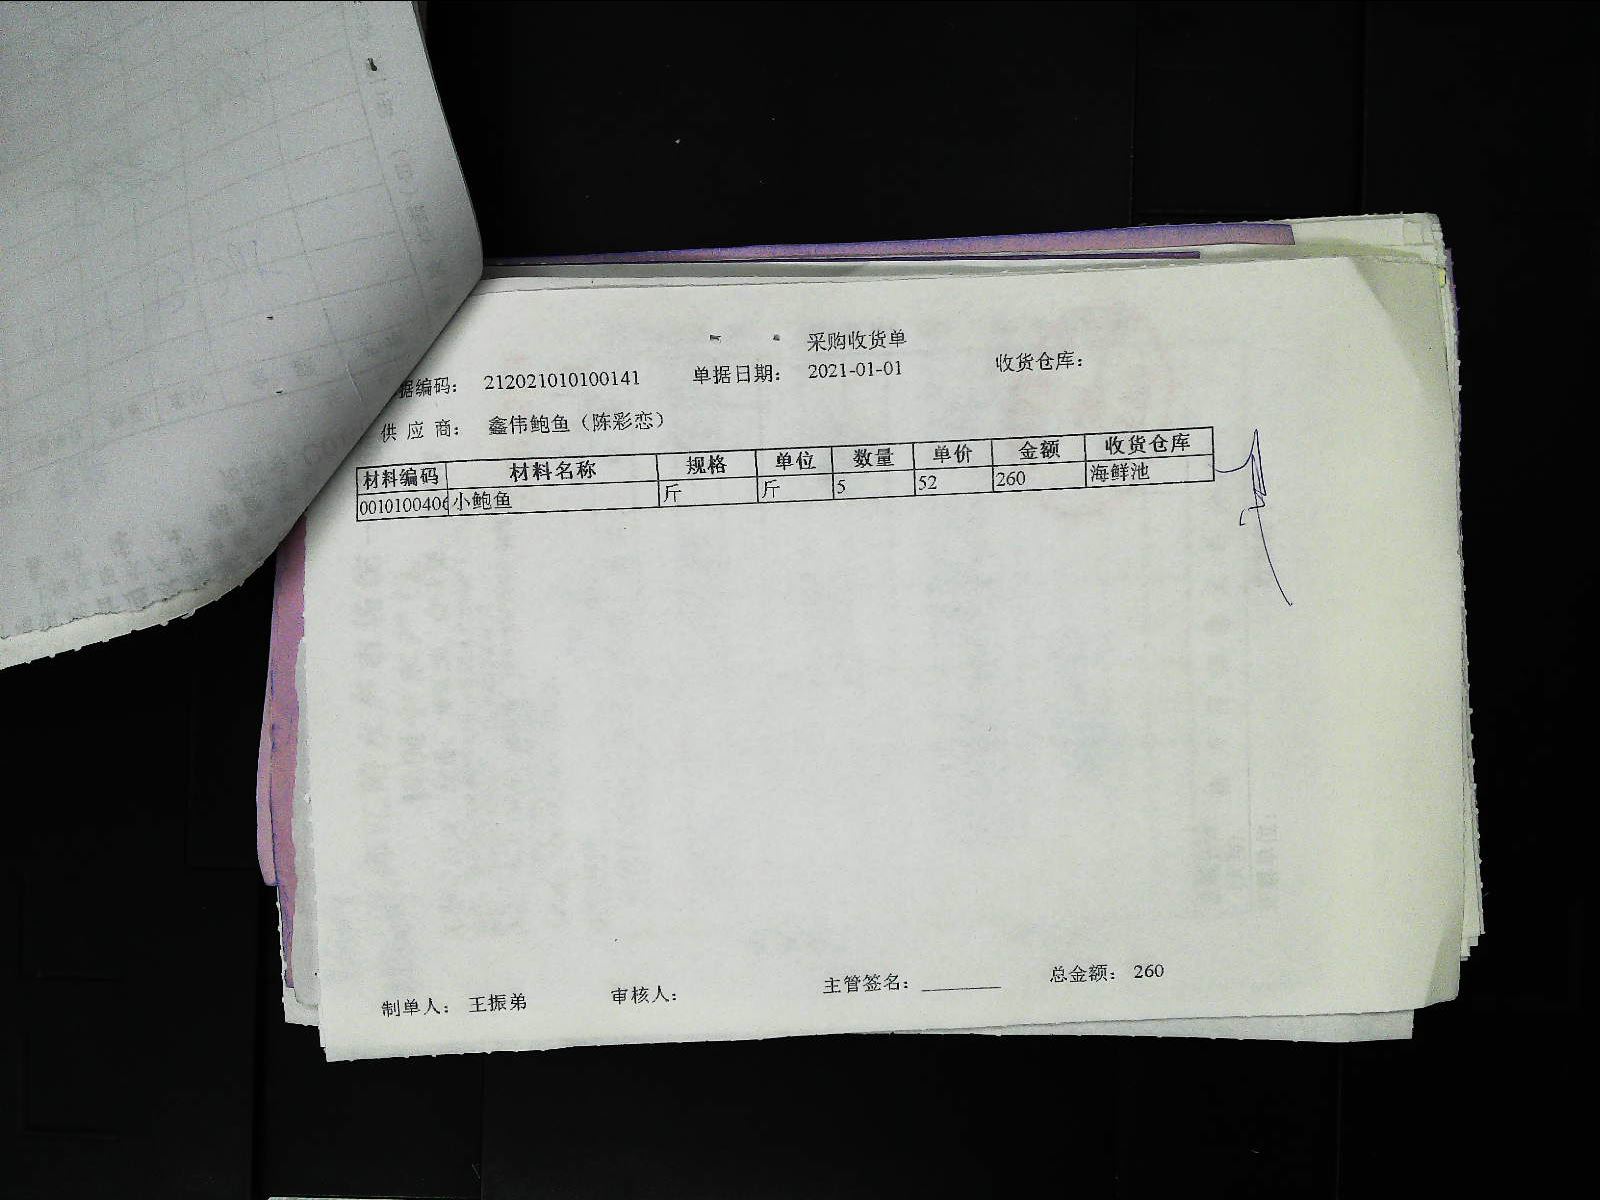 采购收货单
据编码： 212021010100141 单据日期： 2021-01-01 收货仓库：
供 应 商： 鑫伟鲍鱼（陈彩恋）
材料编码 材料名称 规格 单位 数量 单价 金额 收货仓库
0010100406 小鲍鱼 斤 斤 5 52 260 海鲜池
制单人： 王振弟 审核人： 主管签名：________ 总金额： 260